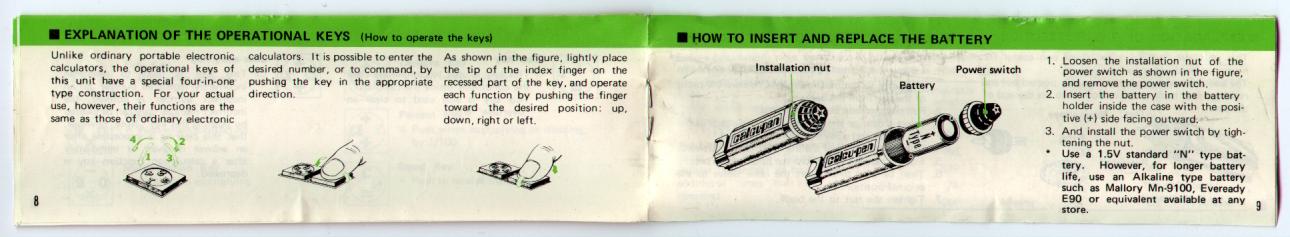 ■ EXPLANATION OF THE OPERATIONAL KEYS (How to operate the keys)
Unlike ordinary portable electronic
calculators, the operational keys of
this unit have a special four-in-one
type construction. For your actual
use, however, their functions are the
same as those of ordinary electronic
calculators. It is possible to enter the
desired number, or to command, by
pushing the key in the appropriate
direction.
As shown in the figure, lightly place
the tip of the index finger on the
recessed part of the key, and operate
each function by pushing the finger
toward the desired position: up,
down, right or left.
4 2
1 3
8
■ HOW TO INSERT AND REPLACE THE BATTERY
Installation nut
Battery
Power switch
calcu-pen
calcu-pen
N Type
1. Loosen the installation nut of the
power switch as shown in the figure,
and remove the power switch.
2. Insert the battery in the battery
holder inside the case with the posi-
tive (+) side facing outward.
3. And install the power switch by tigh-
tening the nut.
* Use a 1.5V standard "N" type bat-
tery. However, for longer battery
life, use an Alkaline type battery
such as Mallory Mn-9100, Eveready
E90 or equivalent available at any
store.
9